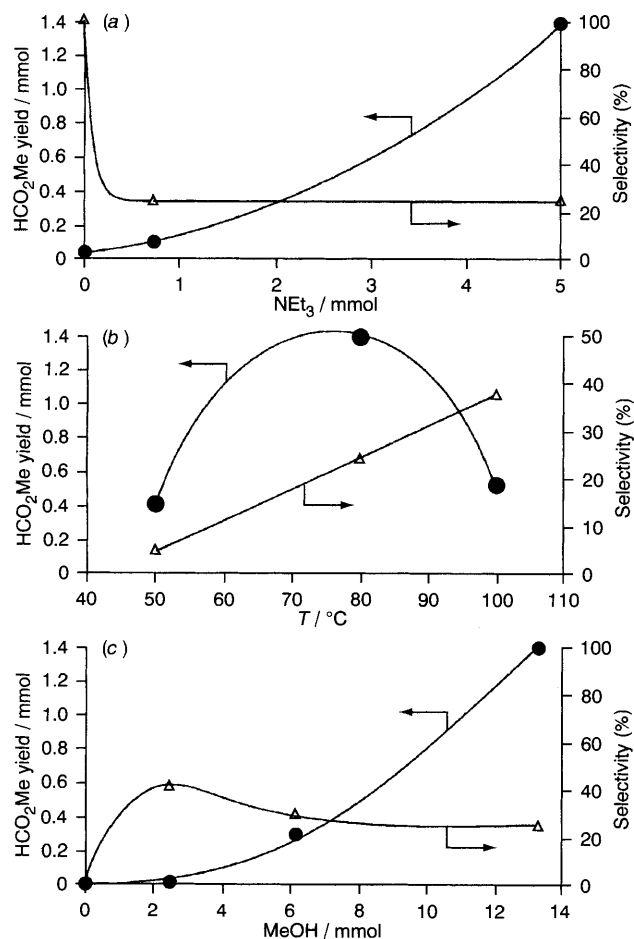 (a)
HCO2Me yield / mmol
1.4
1.2
1.0
0.8
0.6
0.4
0.2
0
100
80
60
40
20
0
Selectivity (%)
0 1 2 3 4 5
NEt3 / mmol
(b)
HCO2Me yield / mmol
1.4
1.2
1.0
0.8
0.6
0.4
0.2
0
50
40
30
20
10
0
Selectivity (%)
40 50 60 70 80 90 100 110
T / °C
(c)
HCO2Me yield / mmol
1.4
1.2
1.0
0.8
0.6
0.4
0.2
0
100
80
60
40
20
0
Selectivity (%)
0 2 4 6 8 10 12 14
MeOH / mmol